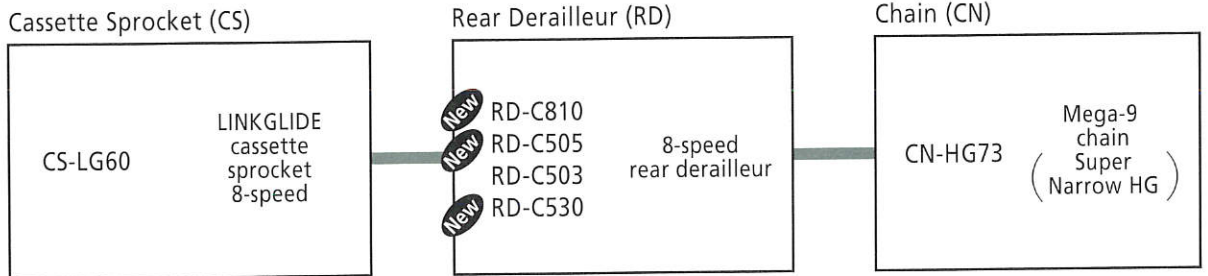 Cassette Sprocket (CS)
CS-LG60
LINKGLIDE
cassette
sprocket
8-speed
Rear Derailleur (RD)
New RD-C810
New RD-C505
RD-C503
New RD-C530
8-speed
rear derailleur
Chain (CN)
CN-HG73
Mega-9
chain
(Super
Narrow HG)